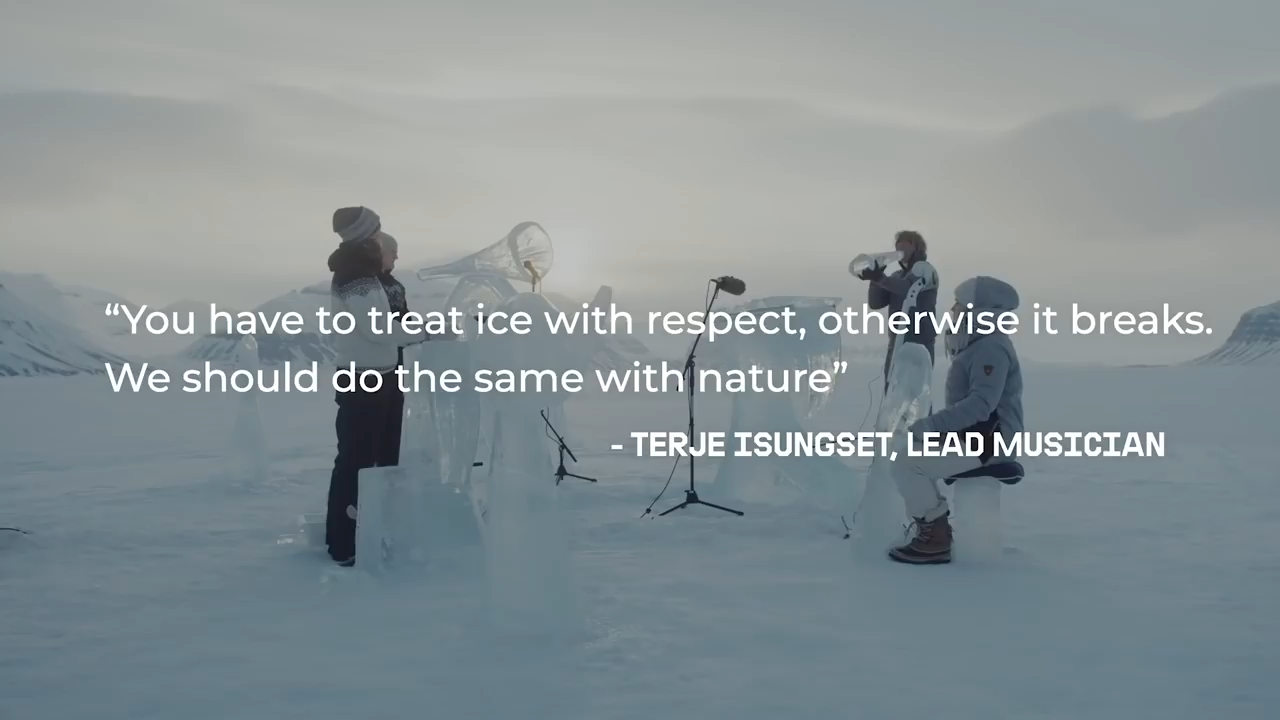 “You have to treat ice with respect, otherwise it breaks.
We should do the same with nature”
- TERJE ISUNGSET, LEAD MUSICIAN